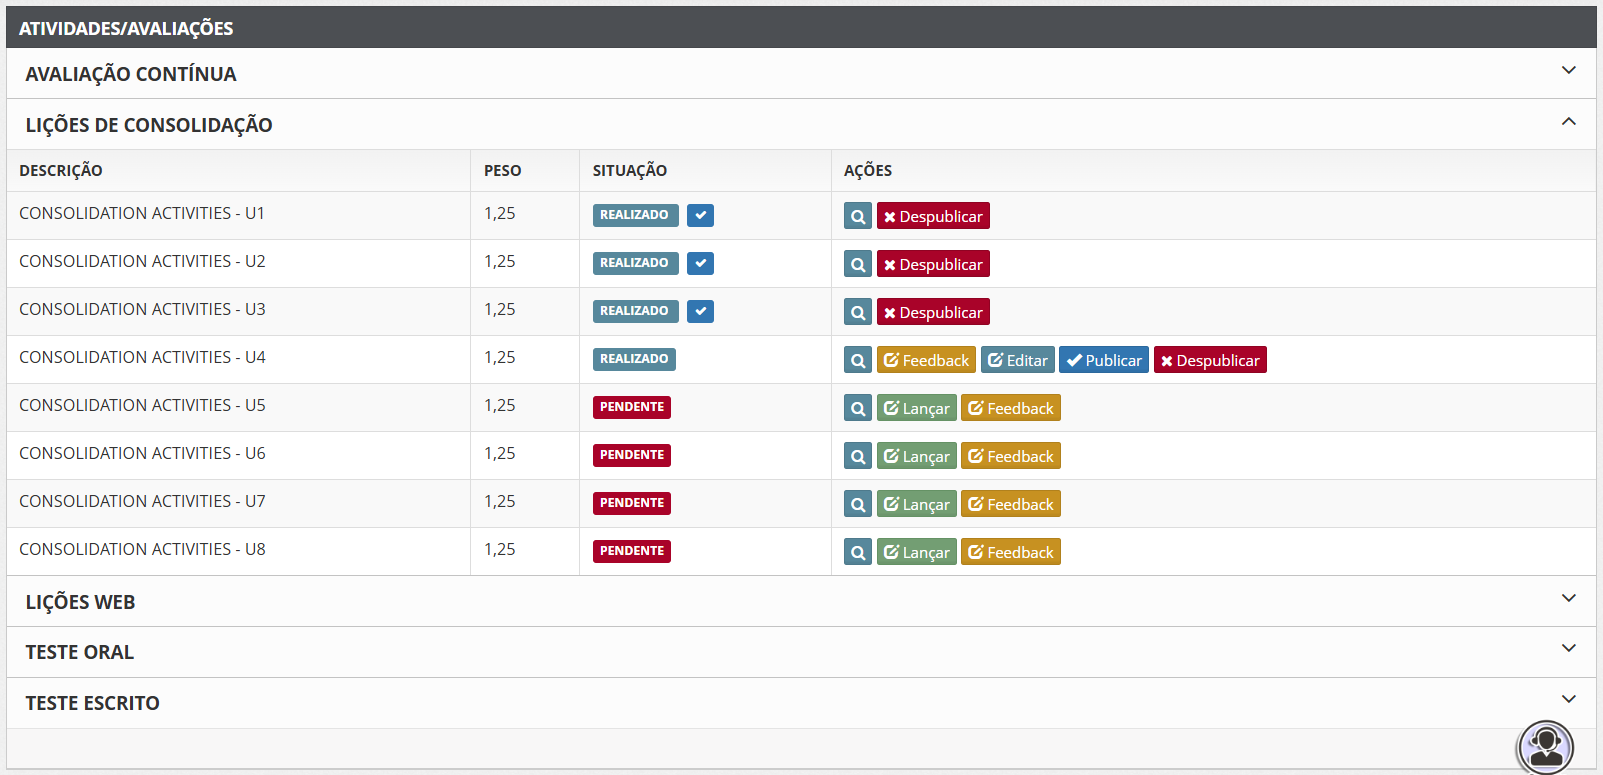 ATIVIDADES/AVALIAÇÕES
AVALIAÇÃO CONTÍNUA
LIÇÕES DE CONSOLIDAÇÃO
DESCRIÇÃO PESO SITUAÇÃO AÇÕES
CONSOLIDATION ACTIVITIES - U1 1,25 REALIZADO Despublicar
CONSOLIDATION ACTIVITIES - U2 1,25 REALIZADO Despublicar
CONSOLIDATION ACTIVITIES - U3 1,25 REALIZADO Despublicar
CONSOLIDATION ACTIVITIES - U4 1,25 REALIZADO Feedback Editar Publicar Despublicar
CONSOLIDATION ACTIVITIES - U5 1,25 PENDENTE Lançar Feedback
CONSOLIDATION ACTIVITIES - U6 1,25 PENDENTE Lançar Feedback
CONSOLIDATION ACTIVITIES - U7 1,25 PENDENTE Lançar Feedback
CONSOLIDATION ACTIVITIES - U8 1,25 PENDENTE Lançar Feedback
LIÇÕES WEB
TESTE ORAL
TESTE ESCRITO